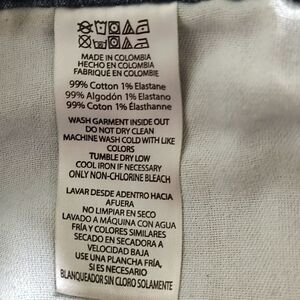 MADE IN COLOMBIA
HECHO EN COLOMBIA
FABRIQUÉ EN COLOMBIE
99% Cotton 1% Elastane
99% Algodón 1% Elastano
99% Coton 1% Élasthanne
WASH GARMENT INSIDE OUT
DO NOT DRY CLEAN
MACHINE WASH COLD WITH LIKE
COLORS
TUMBLE DRY LOW
COOL IRON IF NECESSARY
ONLY NON-CHLORINE BLEACH
LAVAR DESDE ADENTRO HACIA
AFUERA
NO LIMPIAR EN SECO
LAVADO A MÁQUINA CON AGUA
FRÍA Y COLORES SIMILARES
SECADO EN SECADORA A
VELOCIDAD BAJA
USE UNA PLANCHA FRÍA,
SI ES NECESARIO
BLANQUEADOR SIN CLORO SOLAMENTE